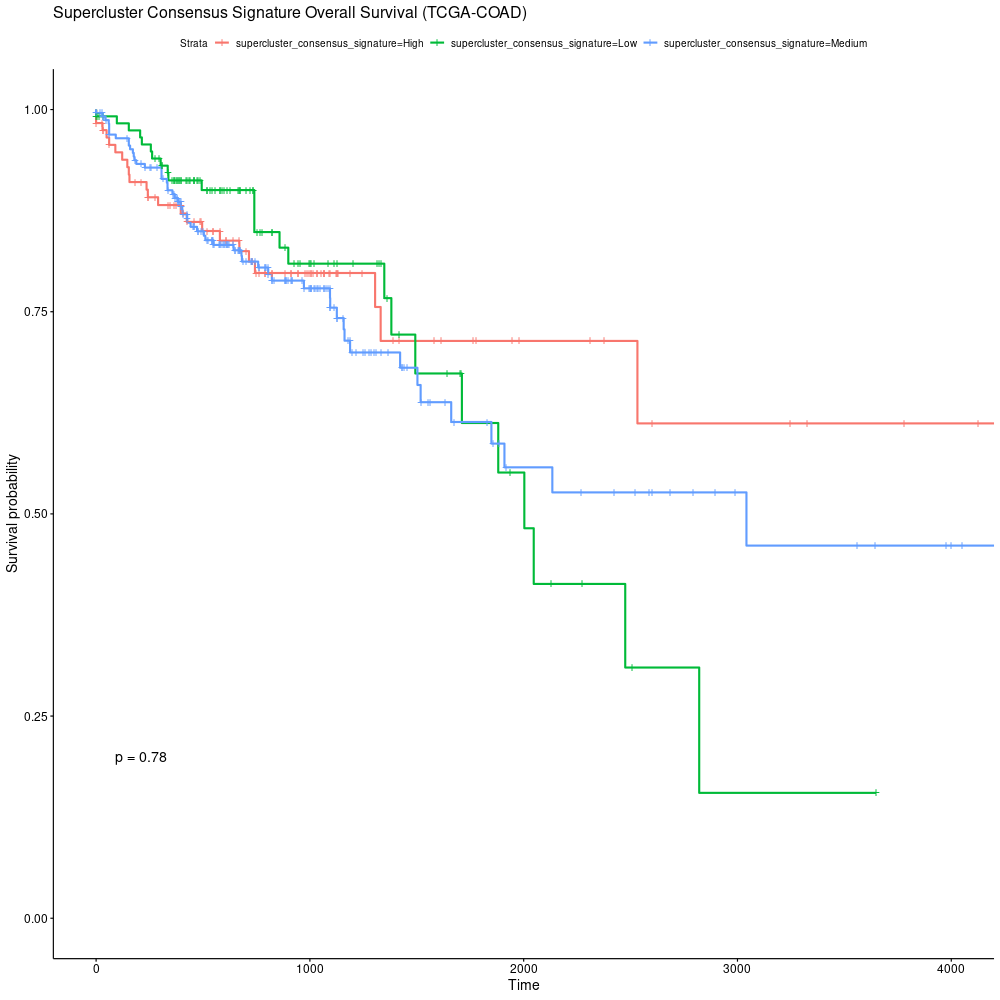 Supercluster Consensus Signature Overall Survival (TCGA-COAD)
Strata supercluster_consensus_signature=High supercluster_consensus_signature=Low supercluster_consensus_signature=Medium
1.00
0.75
0.50
0.25
0.00
Survival probability
p = 0.78
0 1000 2000 3000 4000
Time